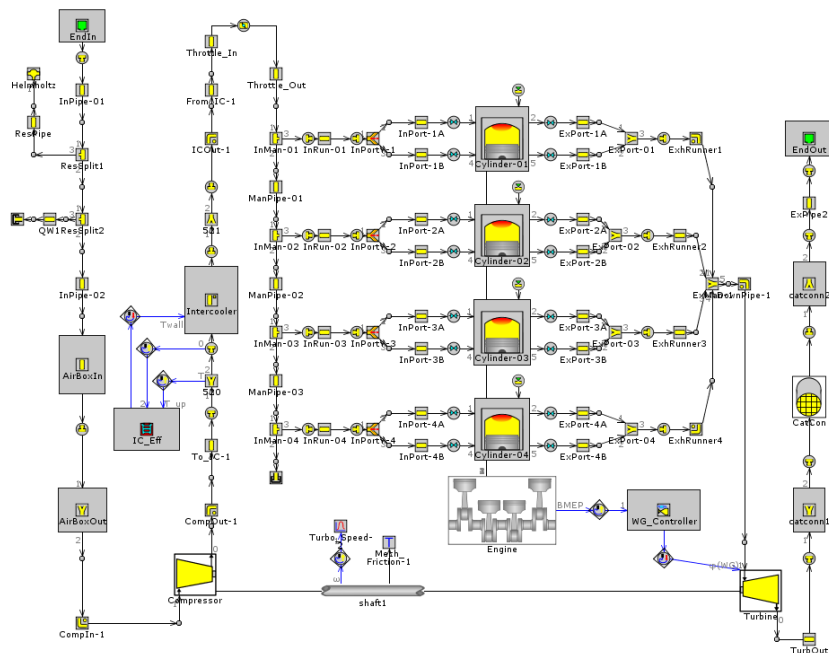 EndIn
Helmholtz
InPipe-01
ResPipe
ResSplit1
QW1
ResSplit2
InPipe-02
AirBoxIn
AirBoxOut
CompIn-1
Throttle_In
From_IC-1
ICOut-1
Intercooler
Twall
IC_Eff
To_IC-1
CompOut-1
Compressor
Throttle_Out
InMan-01
InRun-01
InPort-1A
InPort-1B
Cylinder-01
ExPort-1A
ExPort-1B
ExPort-01
ExhRunner1
ManPipe-01
InMan-02
InRun-02
InPort-2A
InPort-2B
Cylinder-02
ExPort-2A
ExPort-2B
ExPort-02
ExhRunner2
ManPipe-02
InMan-03
InRun-03
InPort-3A
InPort-3B
Cylinder-03
ExPort-3A
ExPort-3B
ExPort-03
ExhRunner3
ManPipe-03
InMan-04
InRun-04
InPort-4A
InPort-4B
Cylinder-04
ExPort-4A
ExPort-4B
ExPort-04
ExhRunner4
DownPipe-1
Engine
BMEP
WG_Controller
Turbo_Speed-
Mech_
Friction-1
shaft1
Turbine
TurbOut
EndOut
ExPipe2
catconn2
CatCon
catconn1